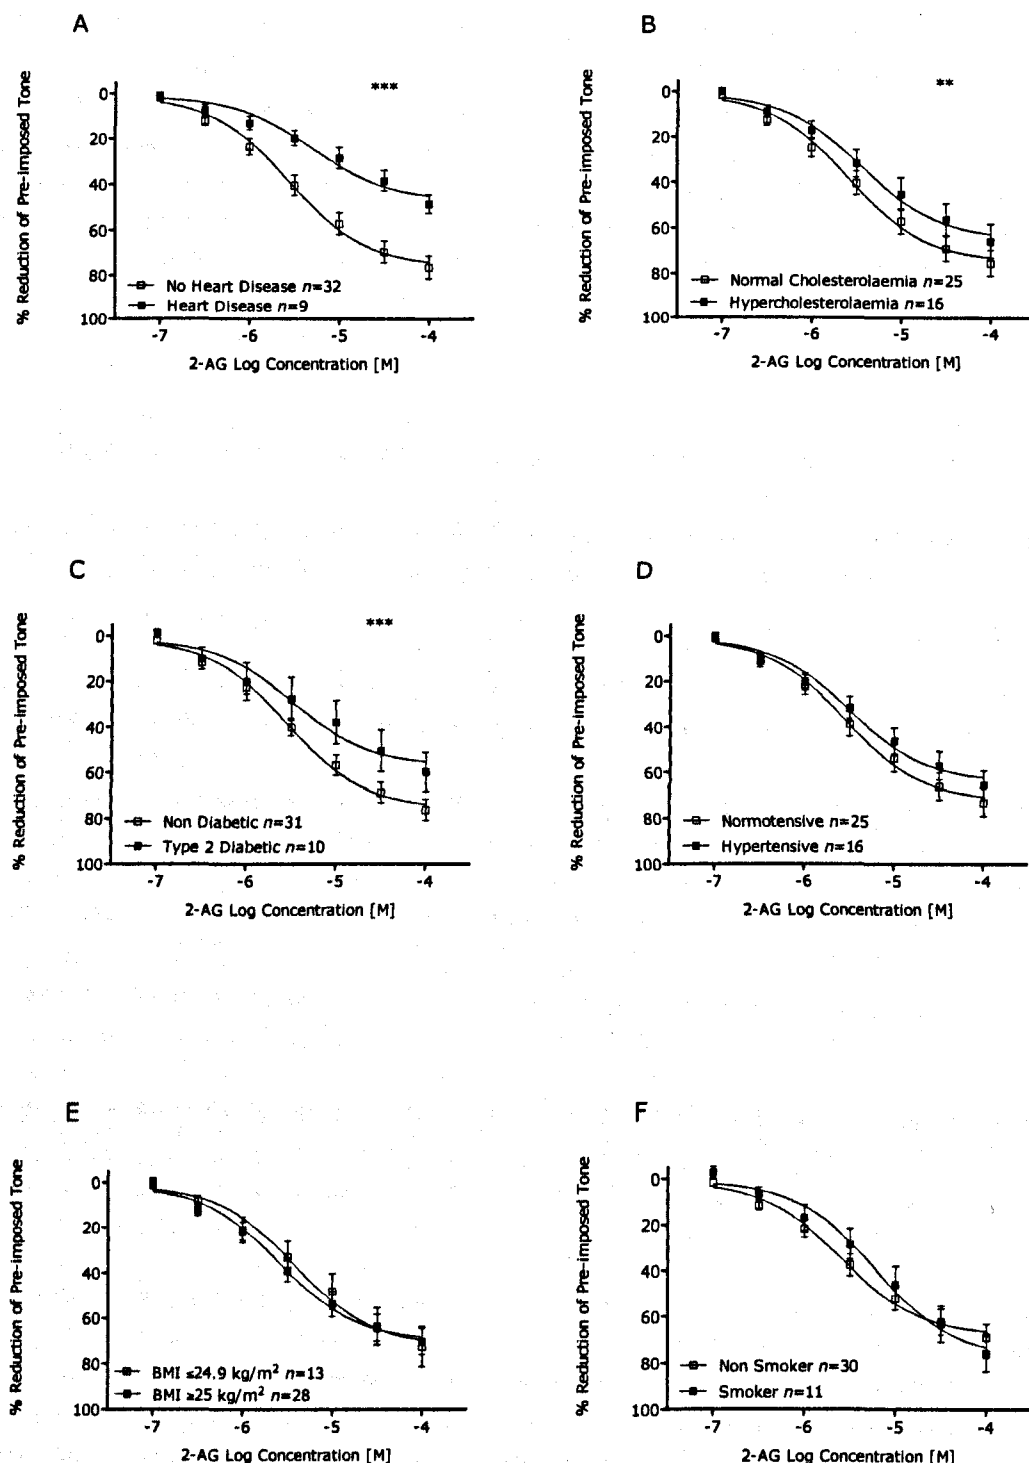 A
% Reduction of Pre-imposed Tone
***
0
20
40
60
80
100
No Heart Disease n=32
Heart Disease n=9
-7 -6 -5 -4
2-AG Log Concentration [M]
B
% Reduction of Pre-imposed Tone
**
0
20
40
60
80
100
Normal Cholesterolaemia n=25
Hypercholesterolaemia n=16
-7 -6 -5 -4
2-AG Log Concentration [M]
C
% Reduction of Pre-imposed Tone
***
0
20
40
60
80
100
Non Diabetic n=31
Type 2 Diabetic n=10
-7 -6 -5 -4
2-AG Log Concentration [M]
D
% Reduction of Pre-imposed Tone
0
20
40
60
80
100
Normotensive n=25
Hypertensive n=16
-7 -6 -5 -4
2-AG Log Concentration [M]
E
% Reduction of Pre-imposed Tone
0
20
40
60
80
100
BMI ≤24.9 kg/m² n=13
BMI ≥25 kg/m² n=28
-7 -6 -5 -4
2-AG Log Concentration [M]
F
% Reduction of Pre-imposed Tone
0
20
40
60
80
100
Non Smoker n=30
Smoker n=11
-7 -6 -5 -4
2-AG Log Concentration [M]